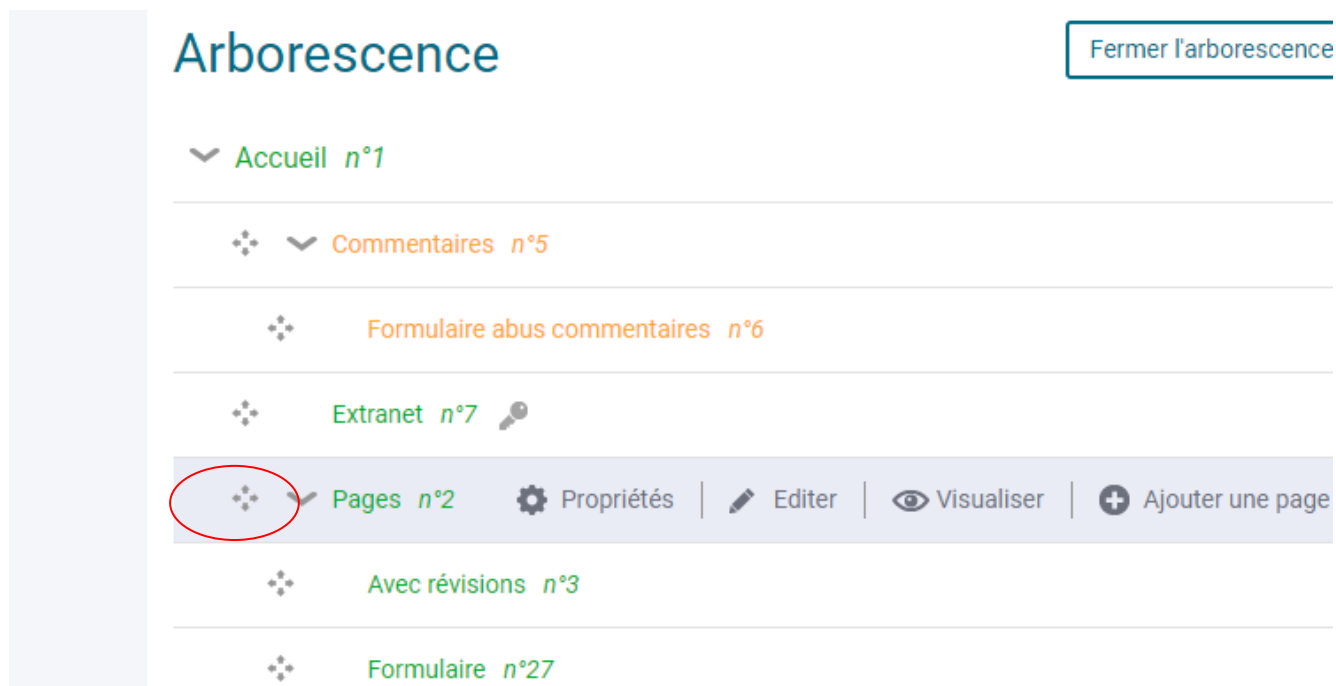 Arborescence
Fermer l'arborescence
Accueil n°1
Commentaires n°5
Formulaire abus commentaires n°6
Extranet n°7
Pages n°2 Propriétés Editer Visualiser Ajouter une page
Avec révisions n°3
Formulaire n°27